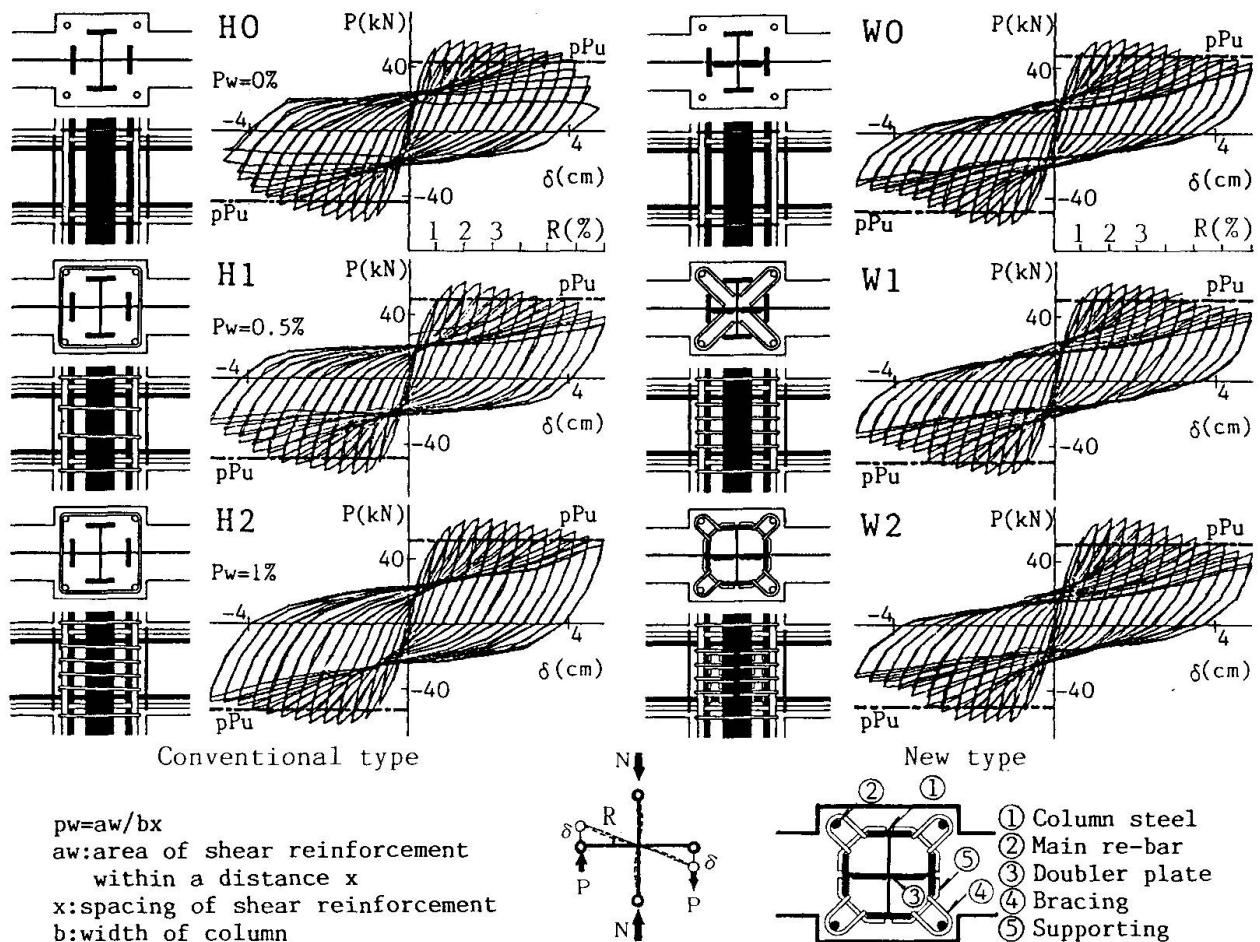 H0
P(kN)
pPu
Pw=0%
40
-4
4
δ(cm)
-40
pPu
1 2 3 R(%)
W0
P(kN)
pPu
40
-4
4
δ(cm)
-40
pPu
1 2 3 R(%)
H1
P(kN)
pPu
Pw=0.5%
40
-4
4
δ(cm)
-40
pPu
W1
P(kN)
pPu
40
-4
4
δ(cm)
-40
pPu
H2
P(kN)
pPu
Pw=1%
40
-4
4
δ(cm)
-40
pPu
W2
P(kN)
pPu
40
-4
4
δ(cm)
-40
pPu
Conventional type
New type
pw=aw/bx
aw:area of shear reinforcement
within a distance x
x:spacing of shear reinforcement
b:width of column
N
R
δ
δ
P
P
N
② ①
⑤
④
③
① Column steel
② Main re-bar
③ Doubler plate
④ Bracing
⑤ Supporting